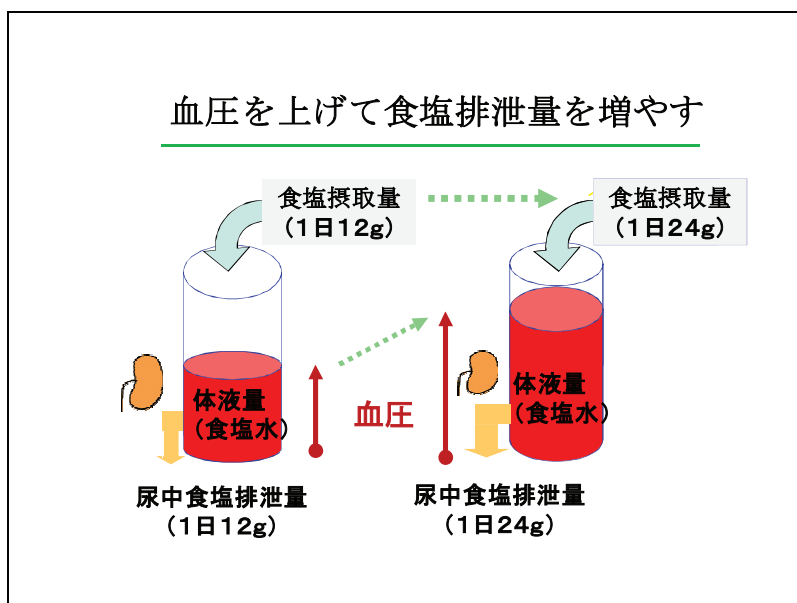 血圧を上げて食塩排泄量を増やす
食塩摂取量
（1日12g）
食塩摂取量
（1日24g）
体液量
（食塩水）
血圧
体液量
（食塩水）
尿中食塩排泄量
（1日12g）
尿中食塩排泄量
（1日24g）